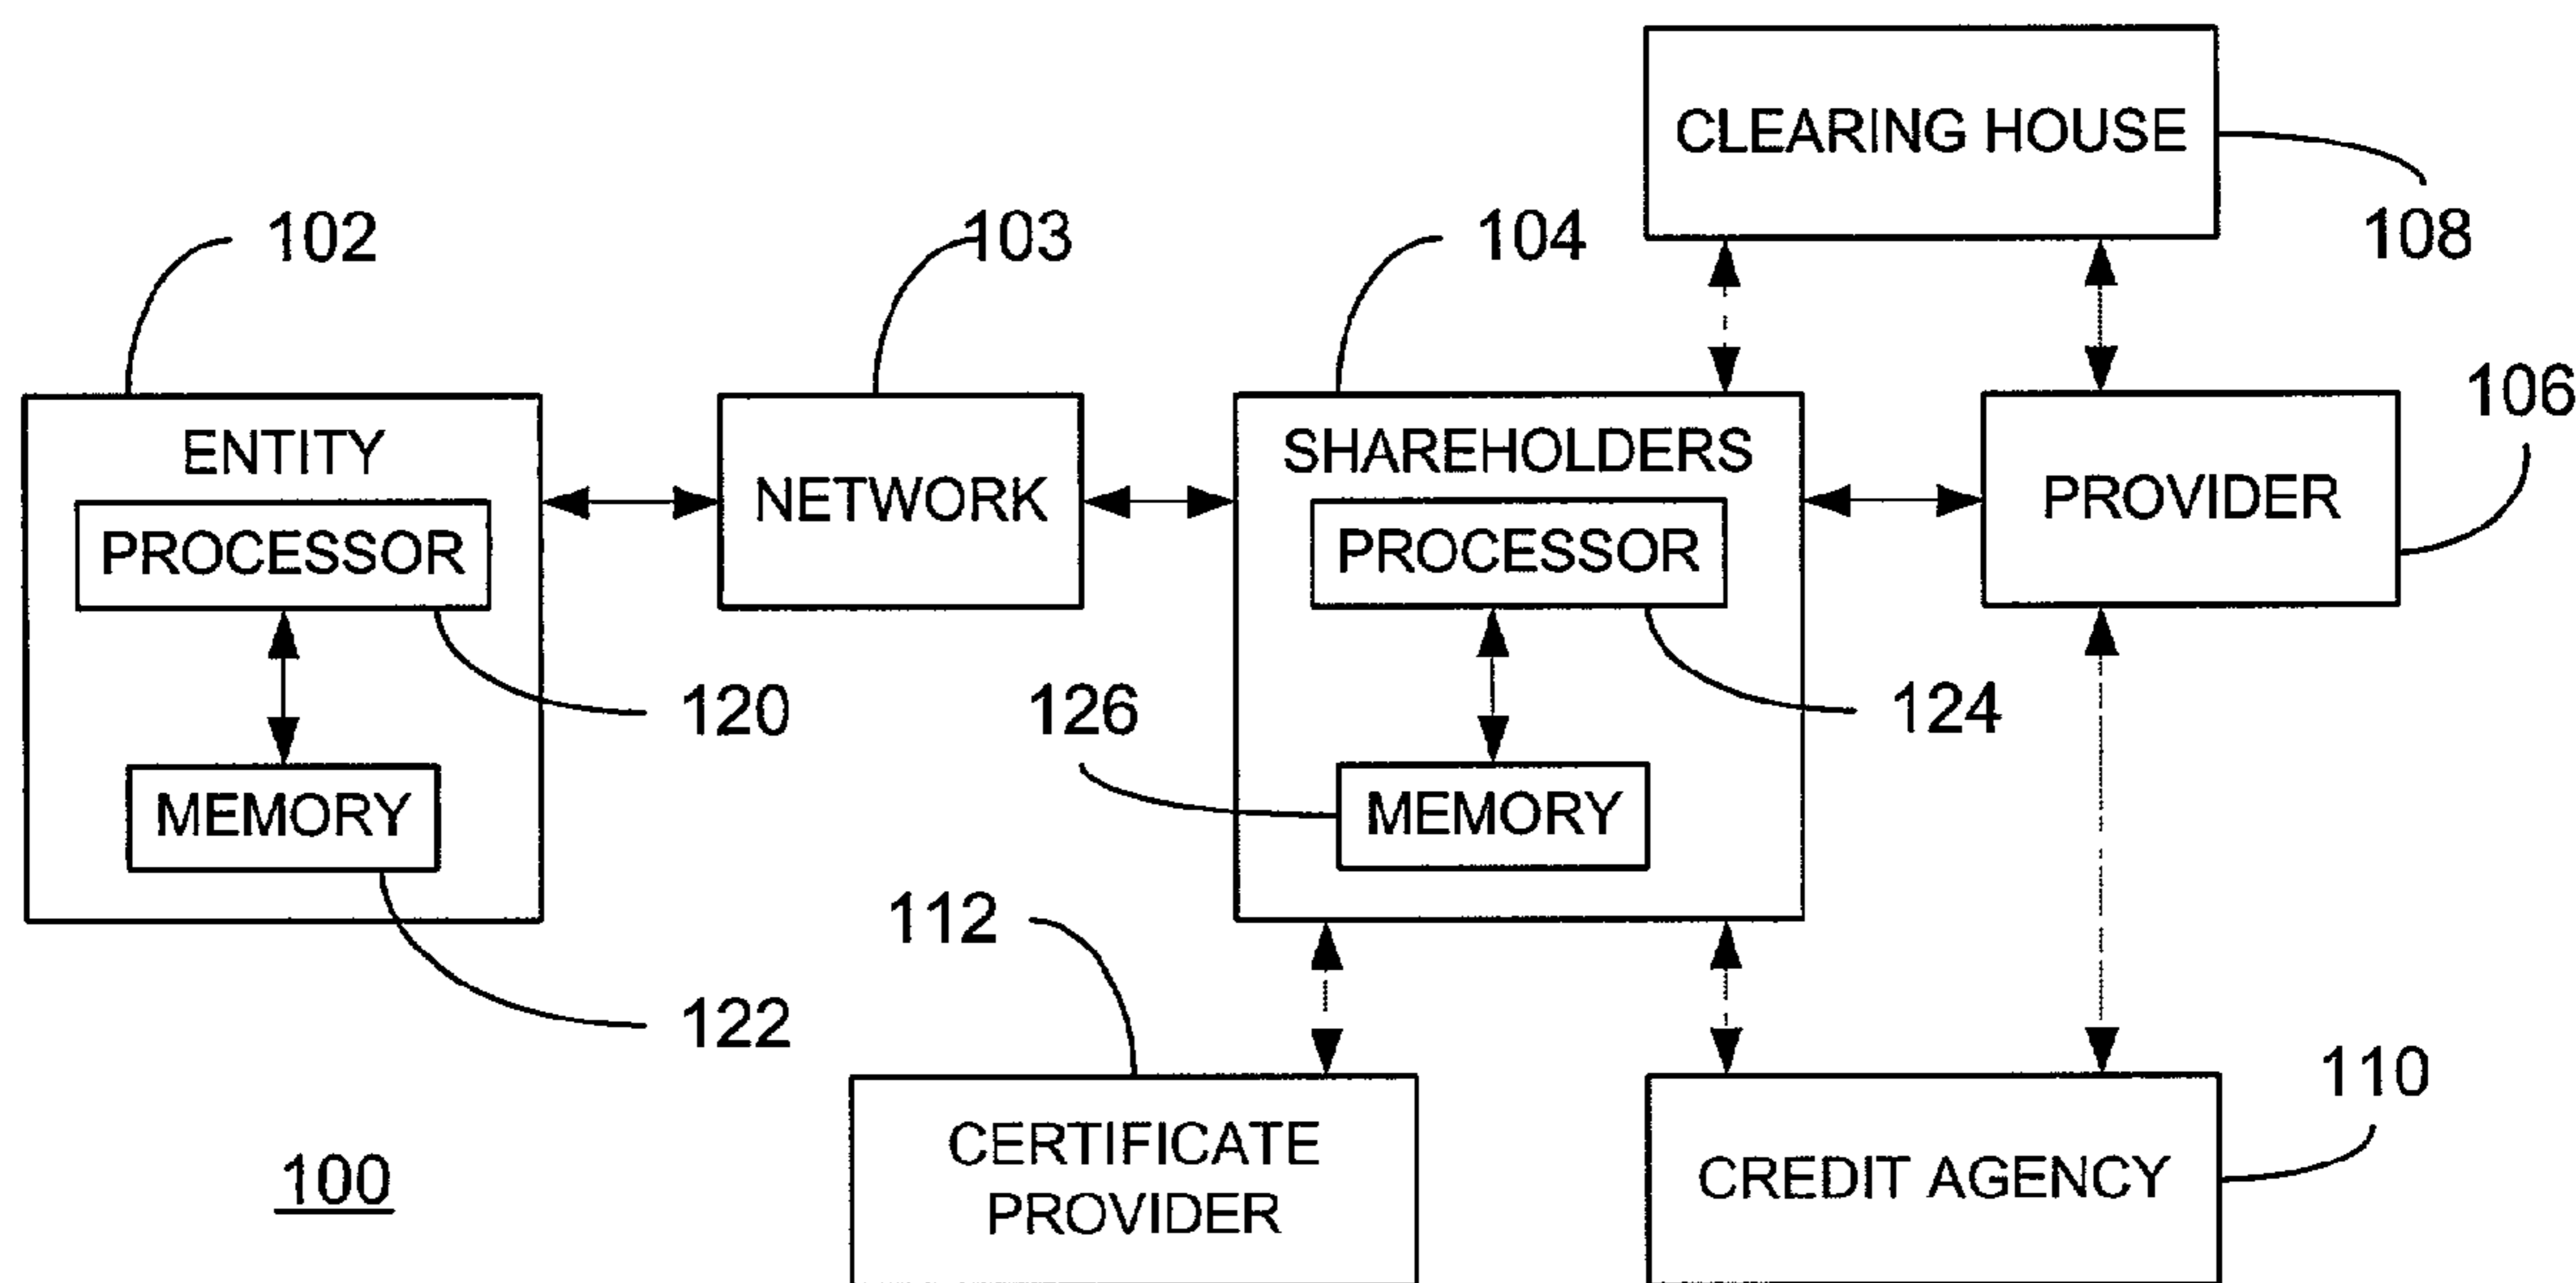 CLEARING HOUSE
108
102
103
104
106
ENTITY
PROCESSOR
NETWORK
SHAREHOLDERS
PROCESSOR
PROVIDER
120
126
124
MEMORY
MEMORY
112
122
110
100
CERTIFICATE
PROVIDER
CREDIT AGENCY